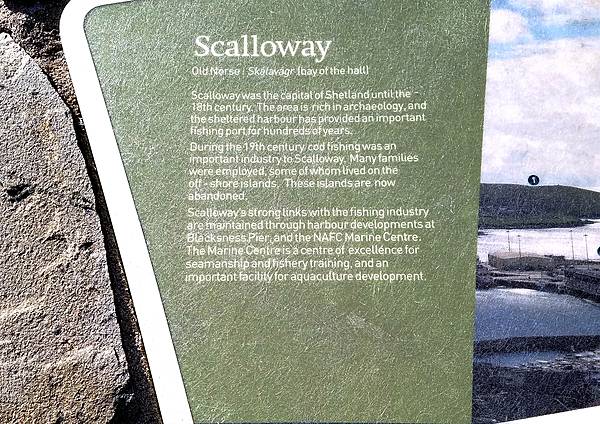 Scalloway
Old Norse : Skálavágr (bay of the hall)
Scalloway was the capital of Shetland until the
18th century. The area is rich in archaeology, and
the sheltered harbour has provided an important
fishing port for hundreds of years.
During the 19th century cod fishing was an
important industry to Scalloway. Many families
were employed, some of whom lived on the
off-shore islands. These islands are now
abandoned.
Scalloway's strong links with the fishing industry
are maintained through harbour developments at
Blacksness Pier, and the NAFC Marine Centre.
The Marine Centre is a centre of excellence for
seamanship and fishery training, and an
important facility for aquaculture development.
1